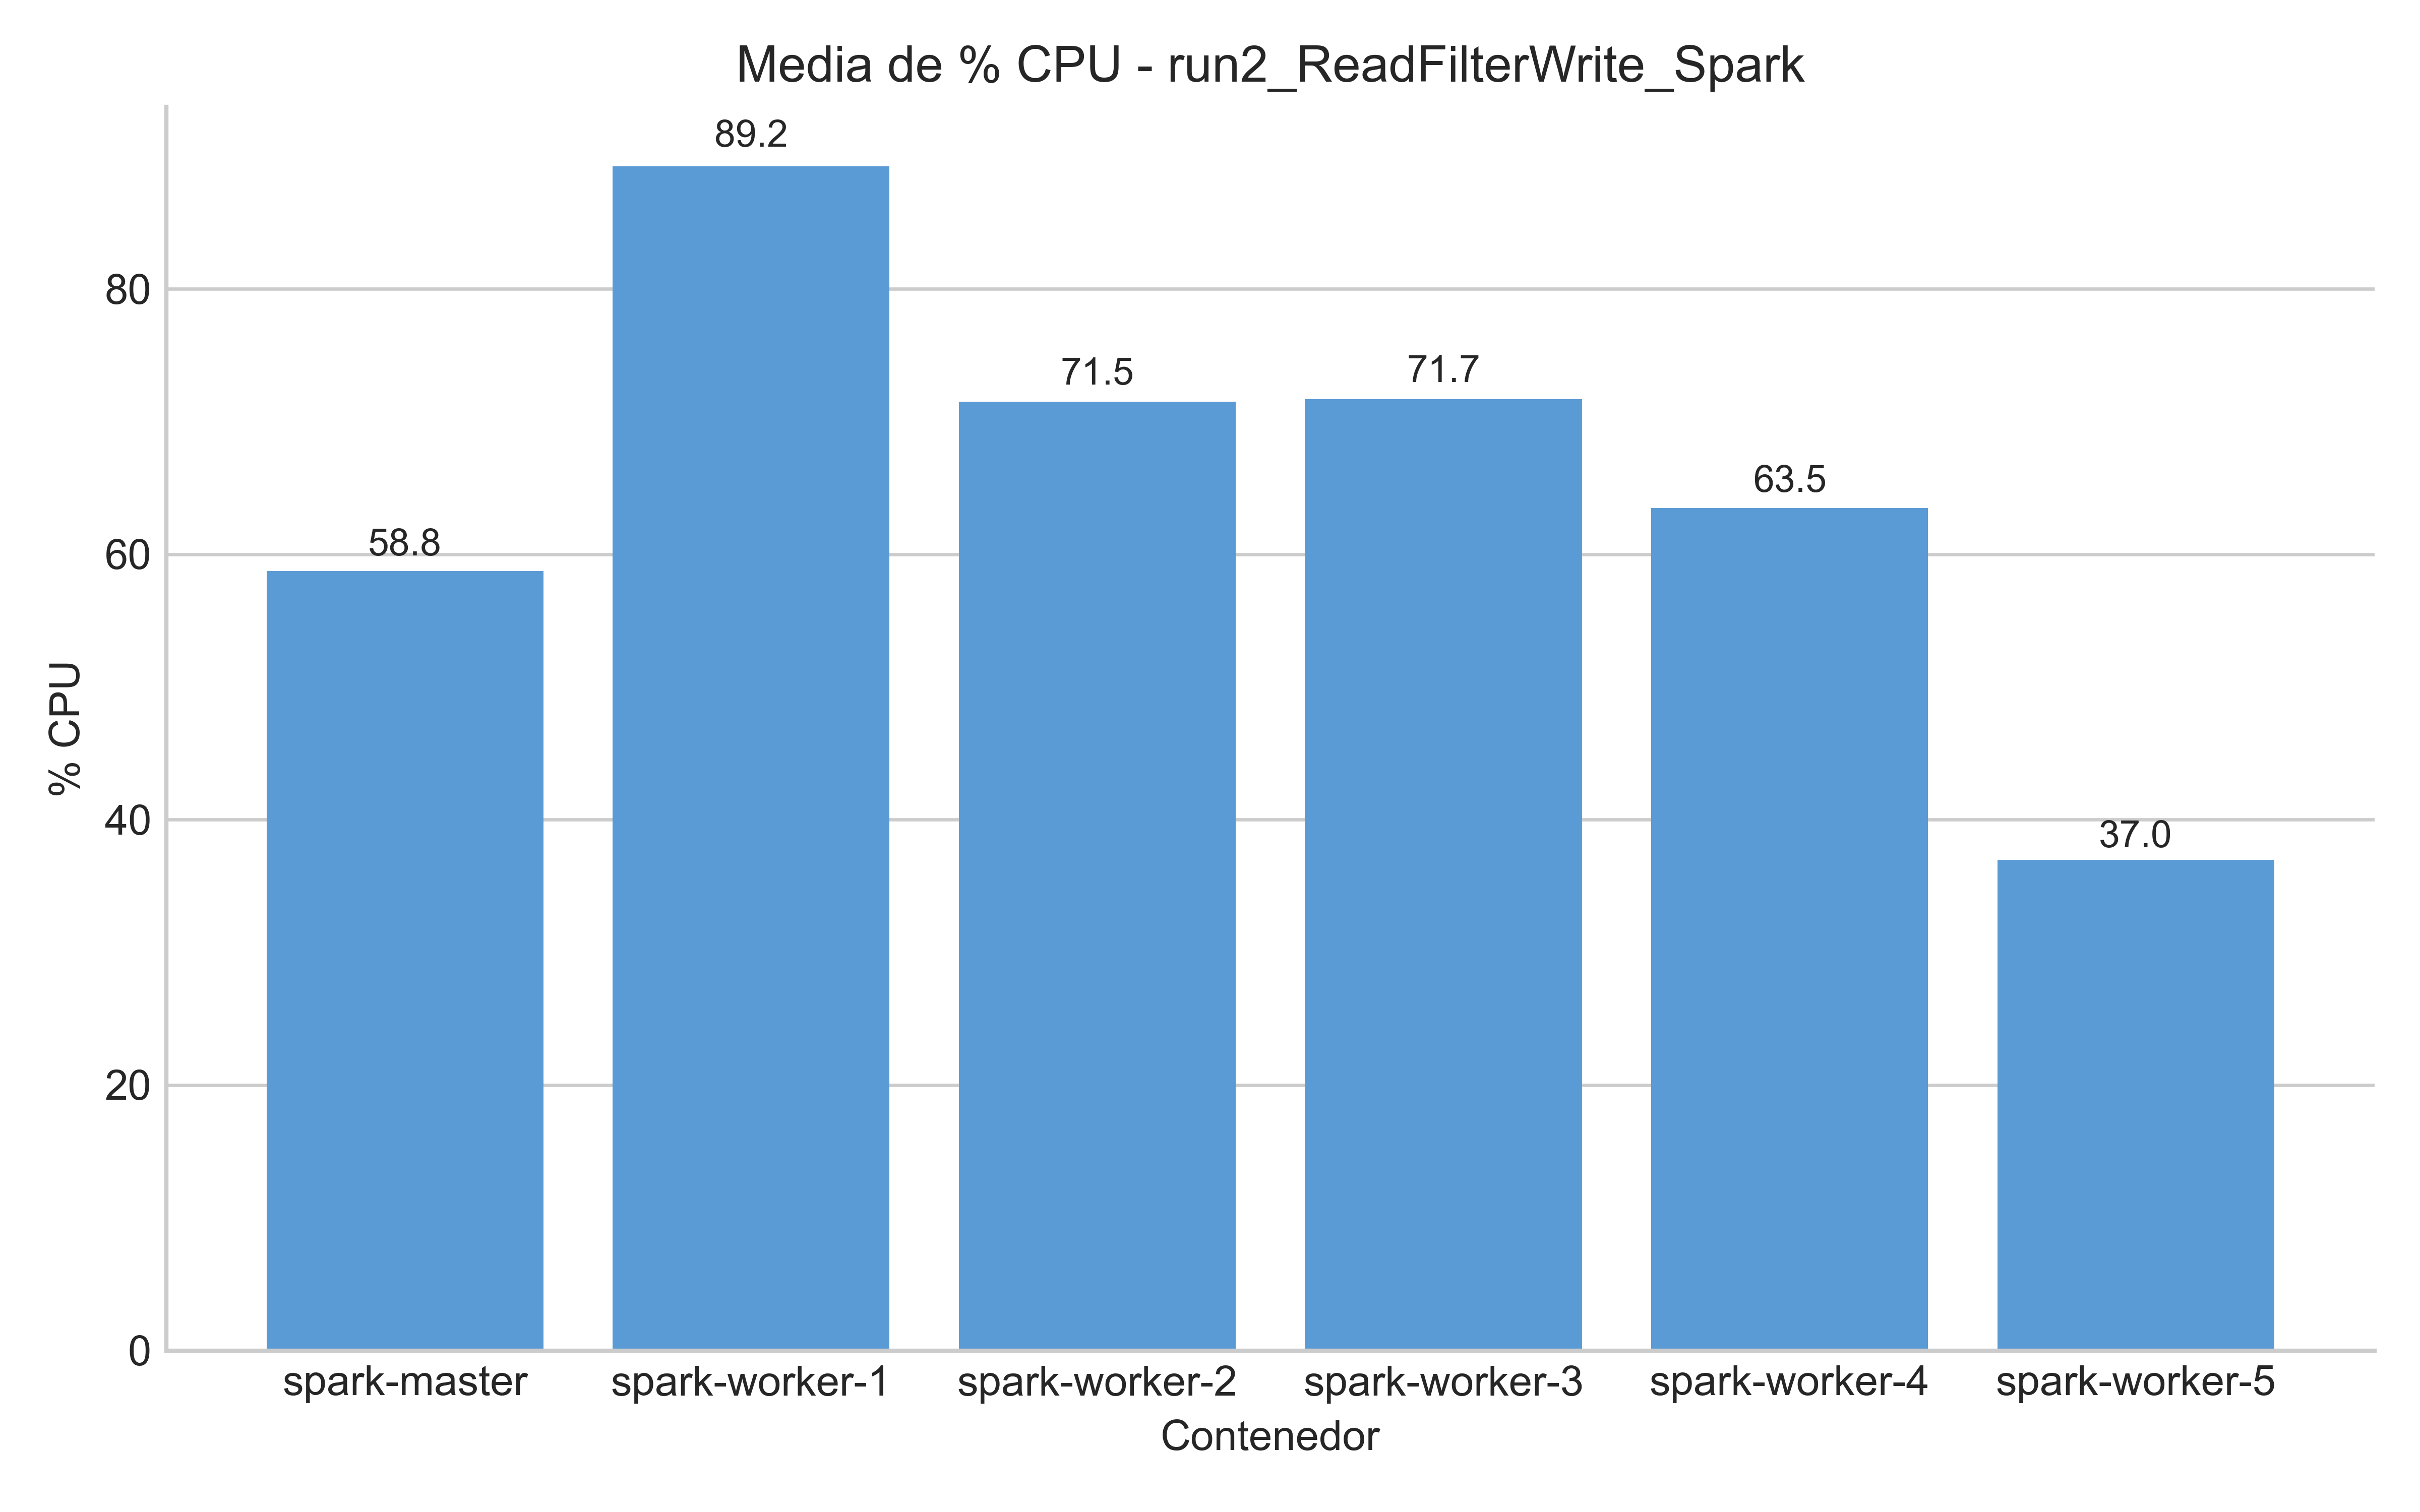 Media de % CPU - run2_ReadFilterWrite_Spark
89.2
71.5
71.7
63.5
58.8
37.0
80
60
40
20
0
% CPU
spark-master
spark-worker-1
spark-worker-2
spark-worker-3
spark-worker-4
spark-worker-5
Contenedor